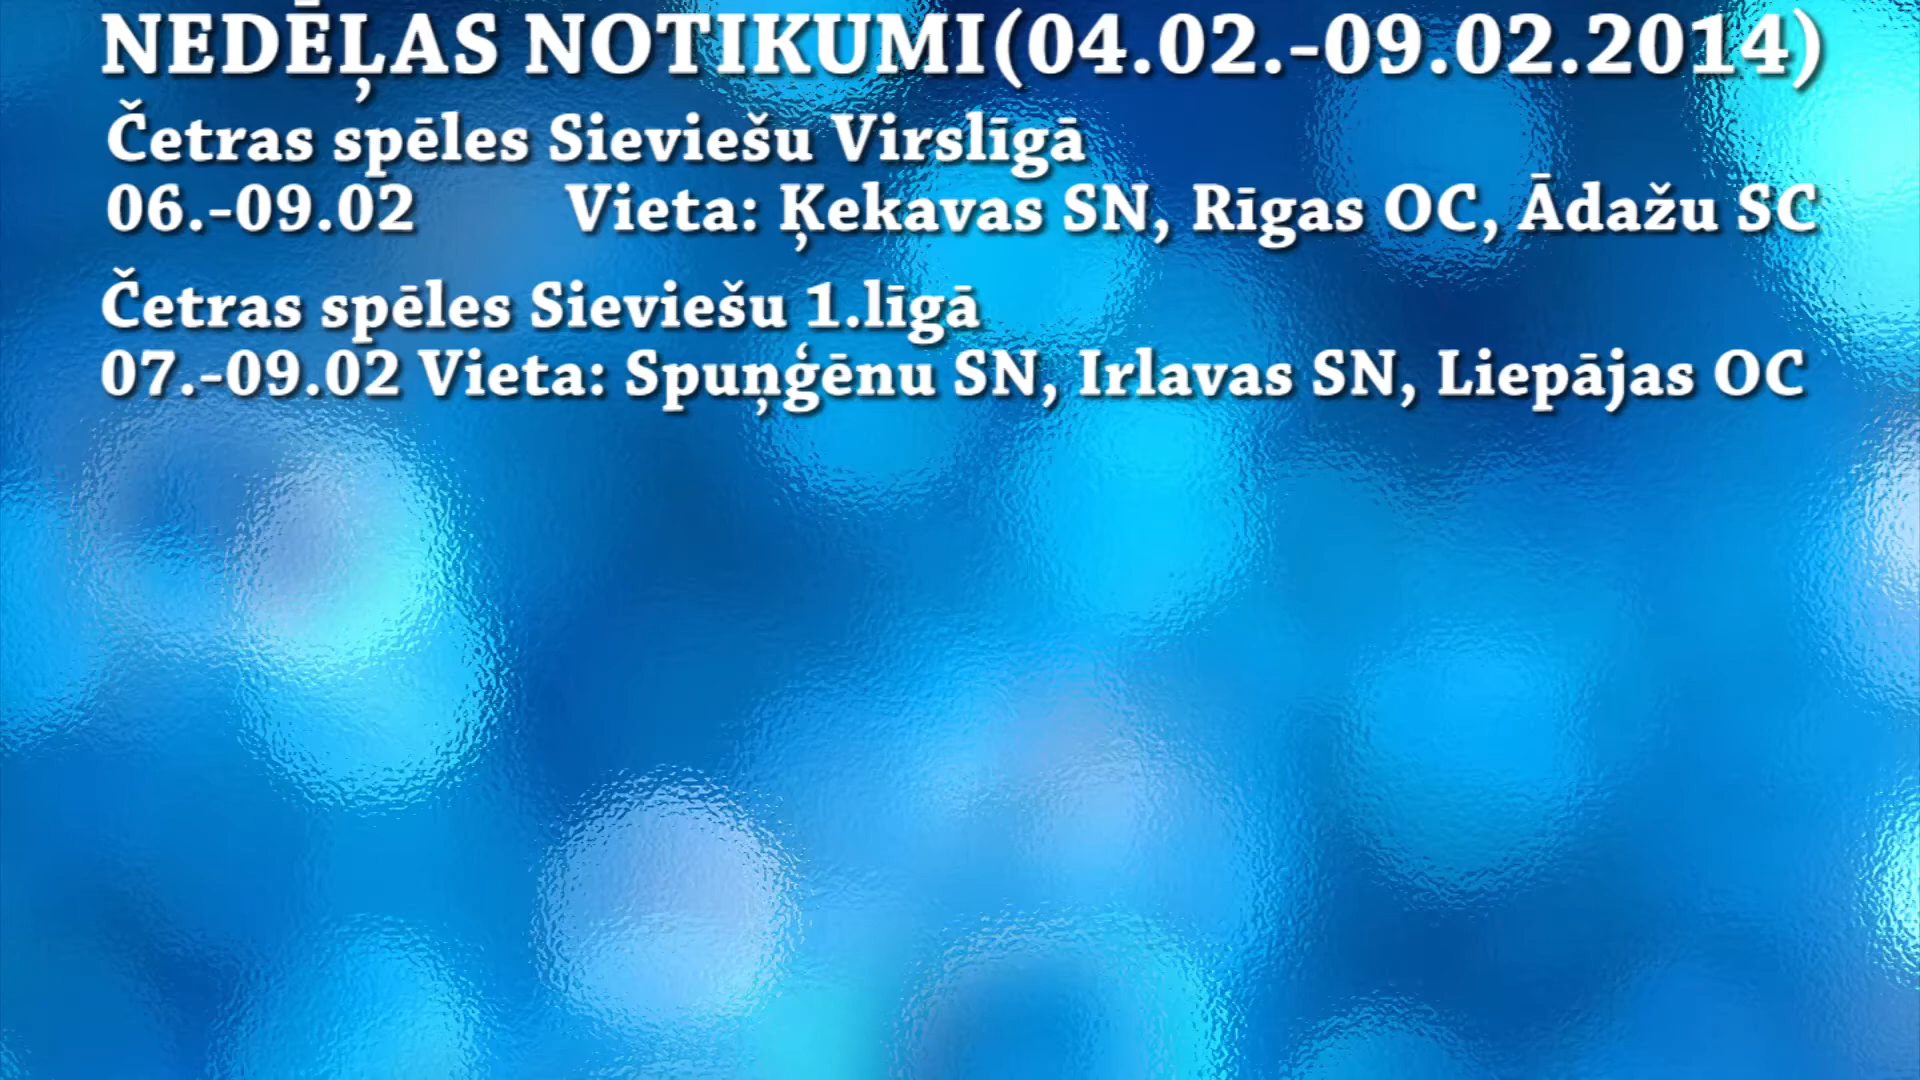 NEDĒĻAS NOTIKUMI(04.02.-09.02.2014)
Četras spēles Sieviešu Virslīgā
06.-09.02 Vieta: Ķekavas SN, Rīgas OC, Ādažu SC
Četras spēles Sieviešu 1.līgā
07.-09.02 Vieta: Spuņģēnu SN, Irlavas SN, Liepājas OC